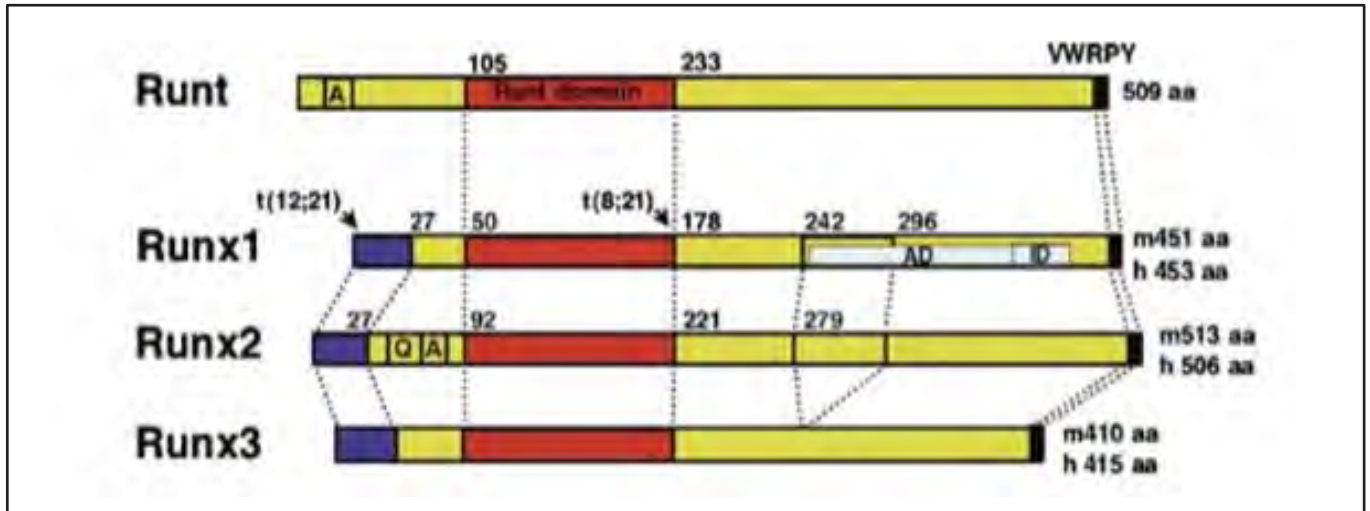 105 233 VWRPY
Runt A Runt domain 509 aa
t(12;21) t(8;21)
27 50 178 242 296
Runx1 AD ID m451 aa
h 453 aa
27 92 221 279
Runx2 Q A m513 aa
h 506 aa
Runx3 m410 aa
h 415 aa